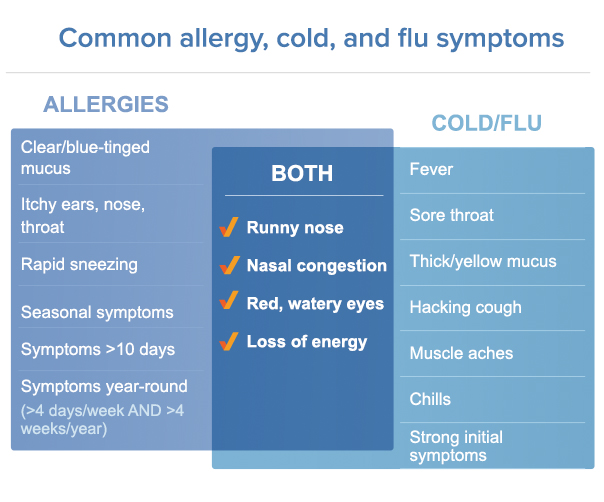 Common allergy, cold, and flu symptoms
ALLERGIES
Clear/blue-tinged
mucus
Itchy ears, nose,
throat
Rapid sneezing
Seasonal symptoms
Symptoms >10 days
Symptoms year-round
(>4 days/week AND >4
weeks/year)
BOTH
Runny nose
Nasal congestion
Red, watery eyes
Loss of energy
COLD/FLU
Fever
Sore throat
Thick/yellow mucus
Hacking cough
Muscle aches
Chills
Strong initial
symptoms